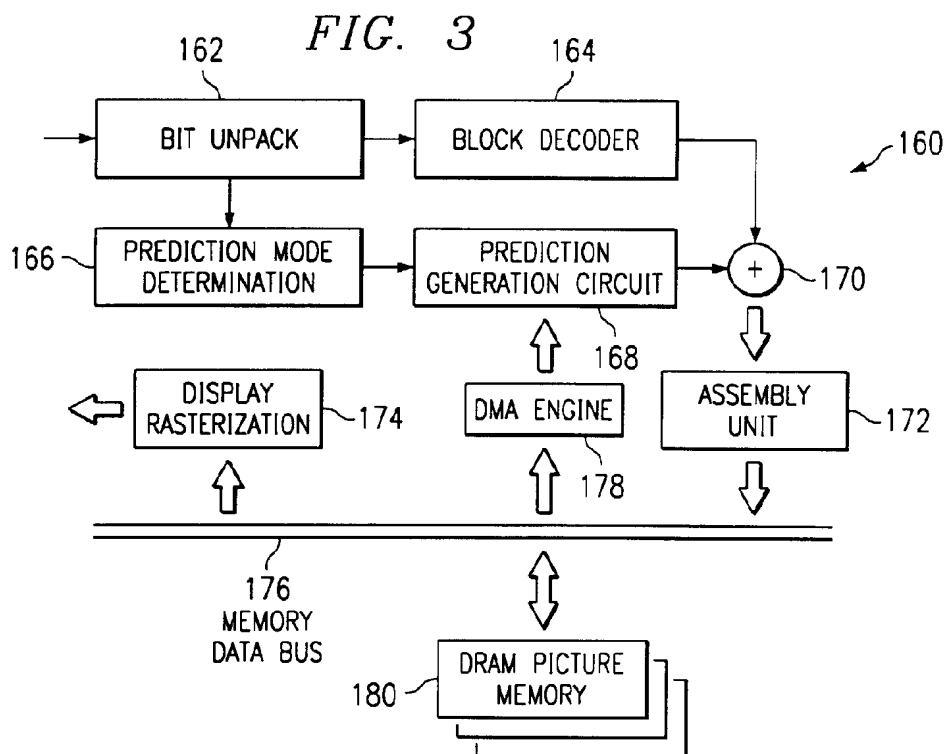 FIG. 3
162
164
BIT UNPACK
BLOCK DECODER
160
166
PREDICTION MODE
DETERMINATION
PREDICTION
GENERATION CIRCUIT
+
170
168
DISPLAY
RASTERIZATION
174
DMA ENGINE
178
ASSEMBLY
UNIT
172
176
MEMORY
DATA BUS
180
DRAM PICTURE
MEMORY